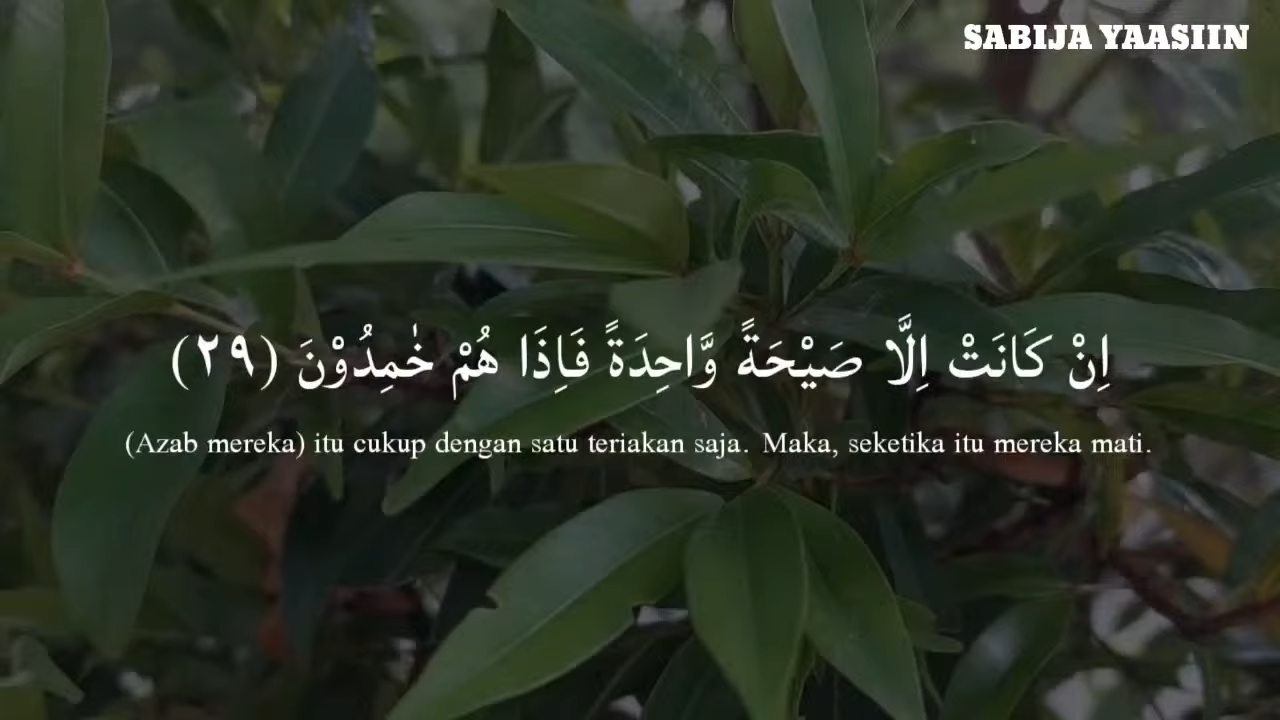 SABIJA YAASIIN
اِنْ كَانَتْ اِلَّا صَيْحَةً وَّاحِدَةً فَاِذَا هُمْ خٰمِدُوْنَ (٢٩)
(Azab mereka) itu cukup dengan satu teriakan saja. Maka, seketika itu mereka mati.